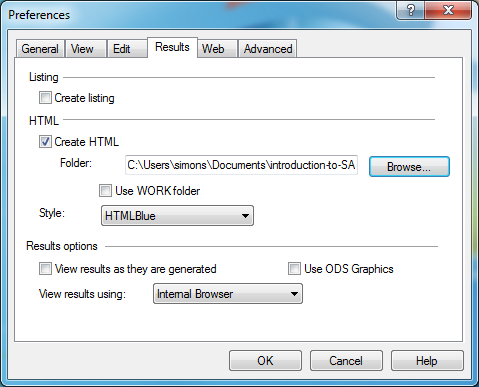 Preferences
General View Edit Results Web Advanced
Listing
Create listing
HTML
Create HTML
Folder: C:\Users\simons\Documents\introduction-to-SA Browse...
Use WORK folder
Style: HTMLBlue
Results options
View results as they are generated Use ODS Graphics
View results using: Internal Browser
OK Cancel Help